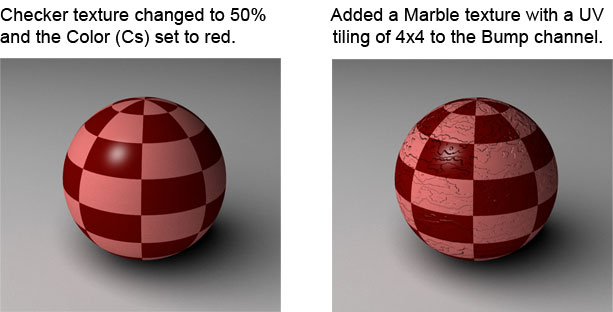 Checker texture changed to 50%
and the Color (Cs) set to red.
Added a Marble texture with a UV
tiling of 4x4 to the Bump channel.